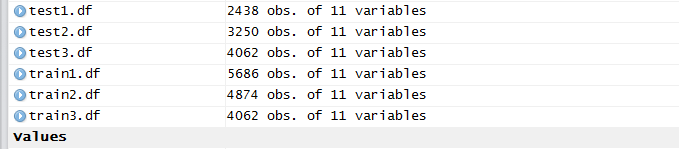 test1.df 2438 obs. of 11 variables
test2.df 3250 obs. of 11 variables
test3.df 4062 obs. of 11 variables
train1.df 5686 obs. of 11 variables
train2.df 4874 obs. of 11 variables
train3.df 4062 obs. of 11 variables
Values